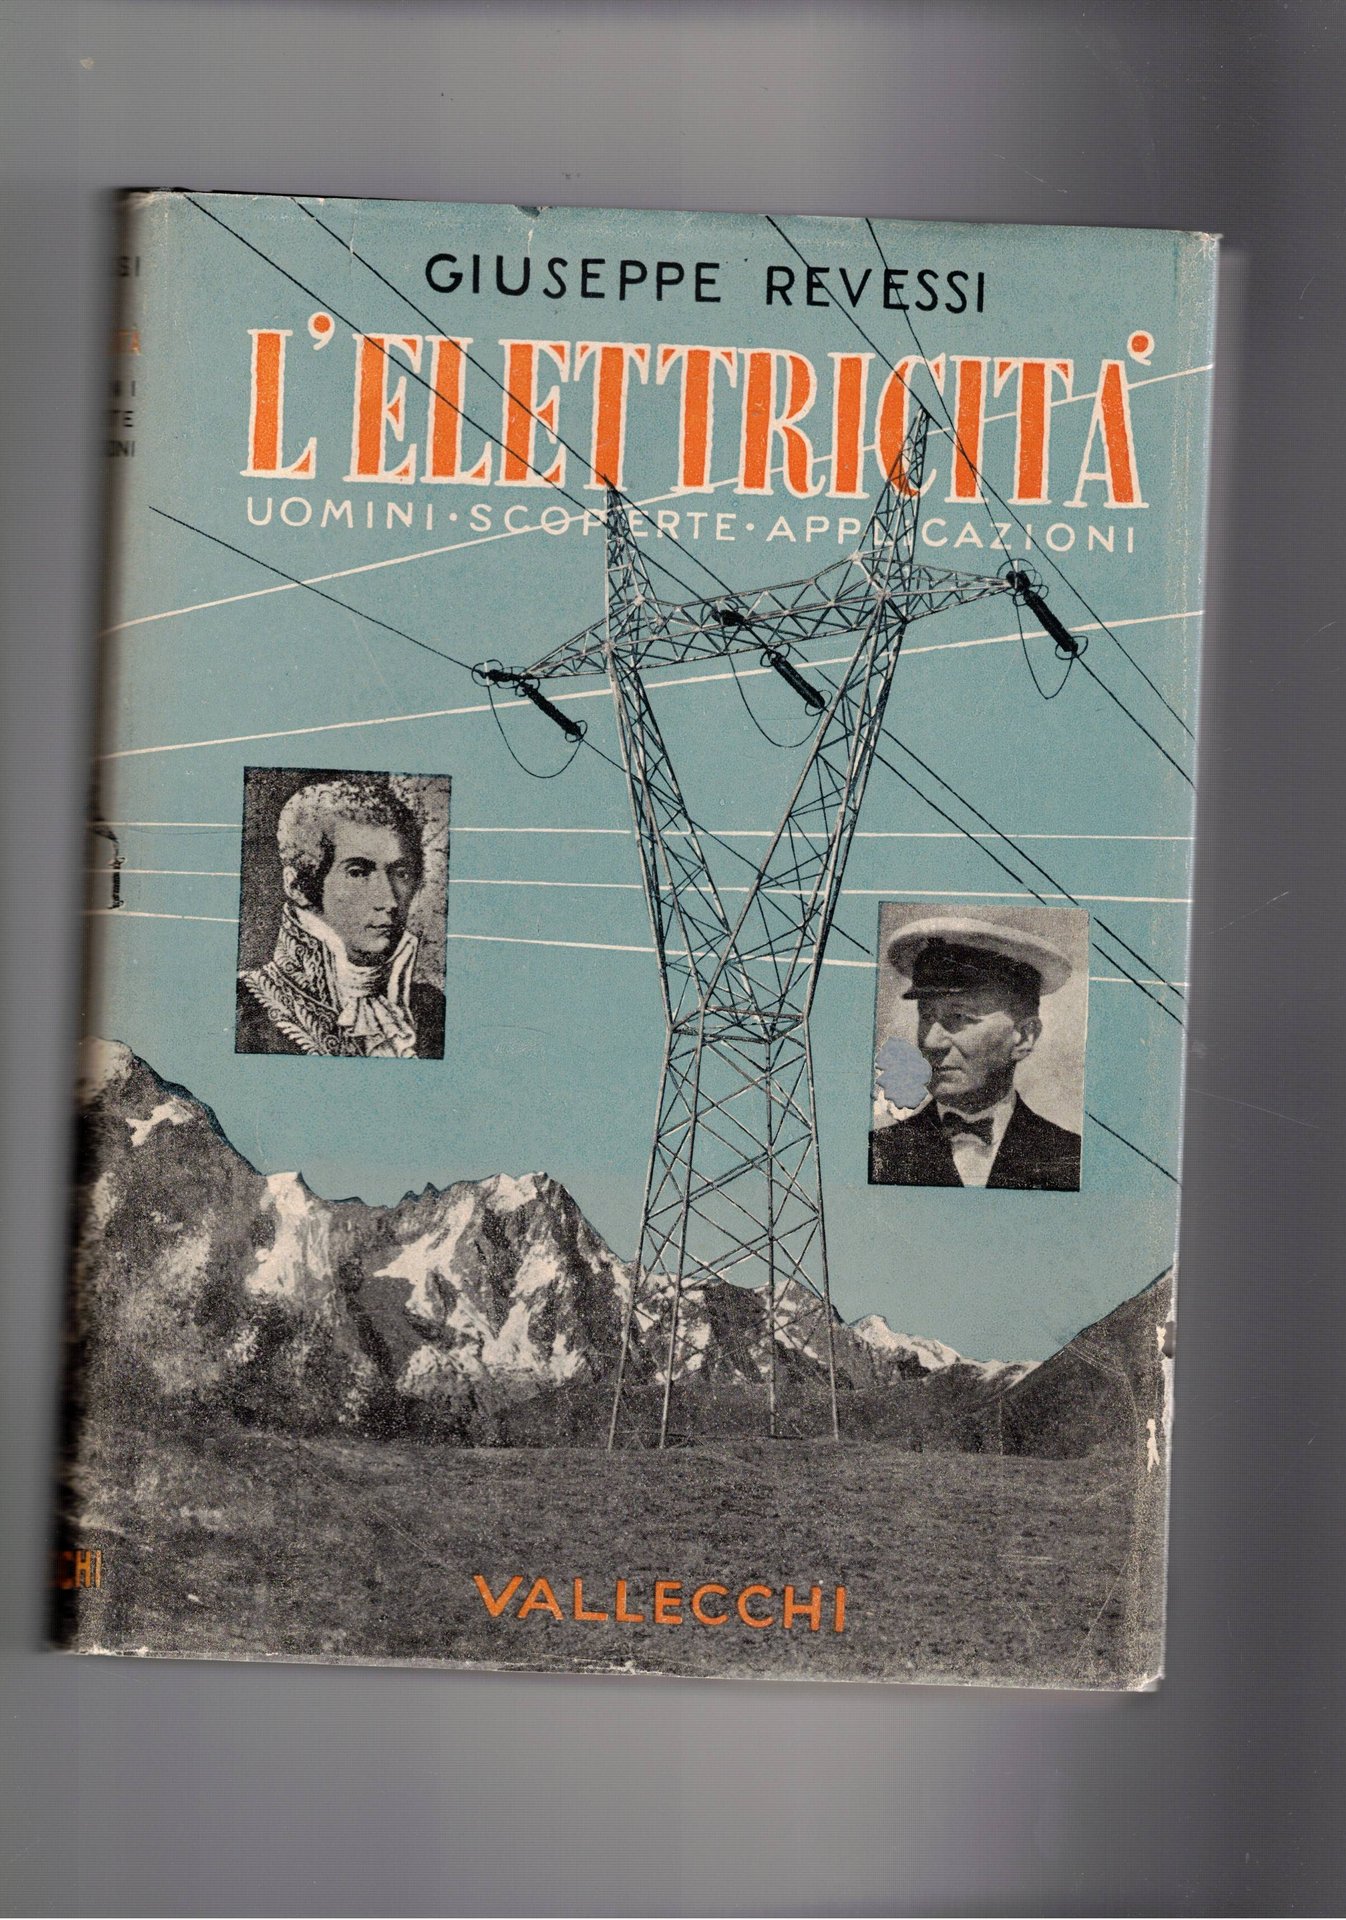 GIUSEPPE REVESSI
L'ELETTRICITÀ
UOMINI · SCOPERTE · APPLICAZIONI
VALLECCHI